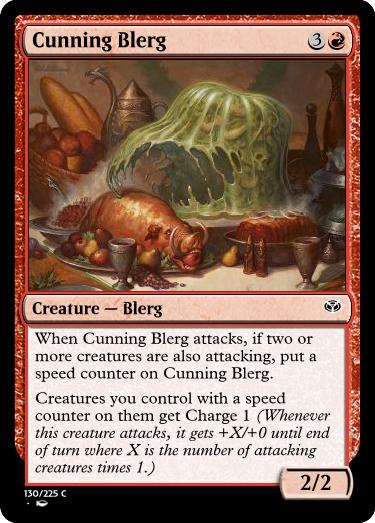 Cunning Blerg 3
Creature — Blerg
When Cunning Blerg attacks, if two or
more creatures are also attacking, put a
speed counter on Cunning Blerg.
Creatures you control with a speed
counter on them get Charge 1 (Whenever
this creature attacks, it gets +X/+0 until end
of turn where X is the number of attacking
creatures times 1.)
2/2
130/225 C